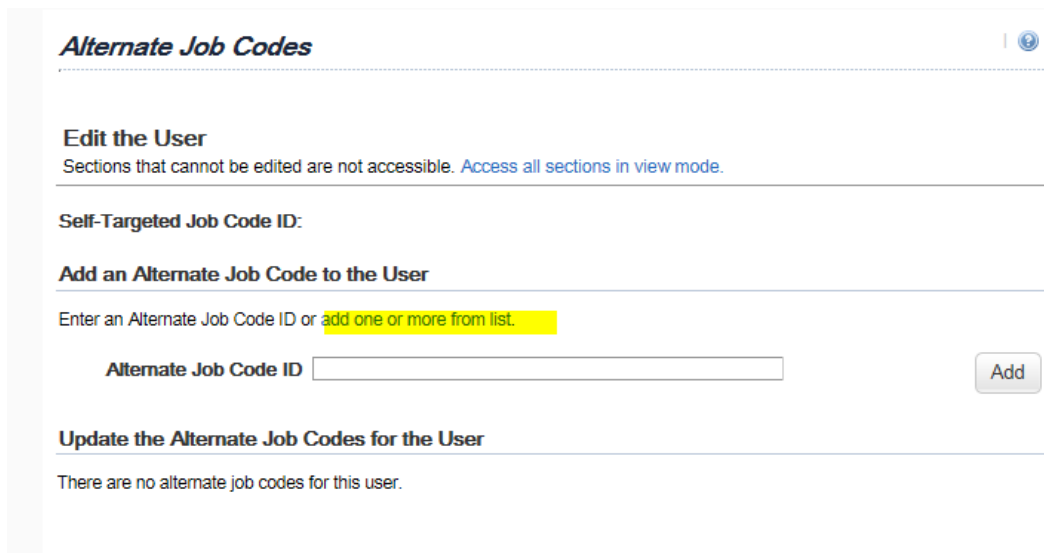 Alternate Job Codes
Edit the User
Sections that cannot be edited are not accessible. Access all sections in view mode.
Self-Targeted Job Code ID:
Add an Alternate Job Code to the User
Enter an Alternate Job Code ID or add one or more from list.
Alternate Job Code ID
Add
Update the Alternate Job Codes for the User
There are no alternate job codes for this user.